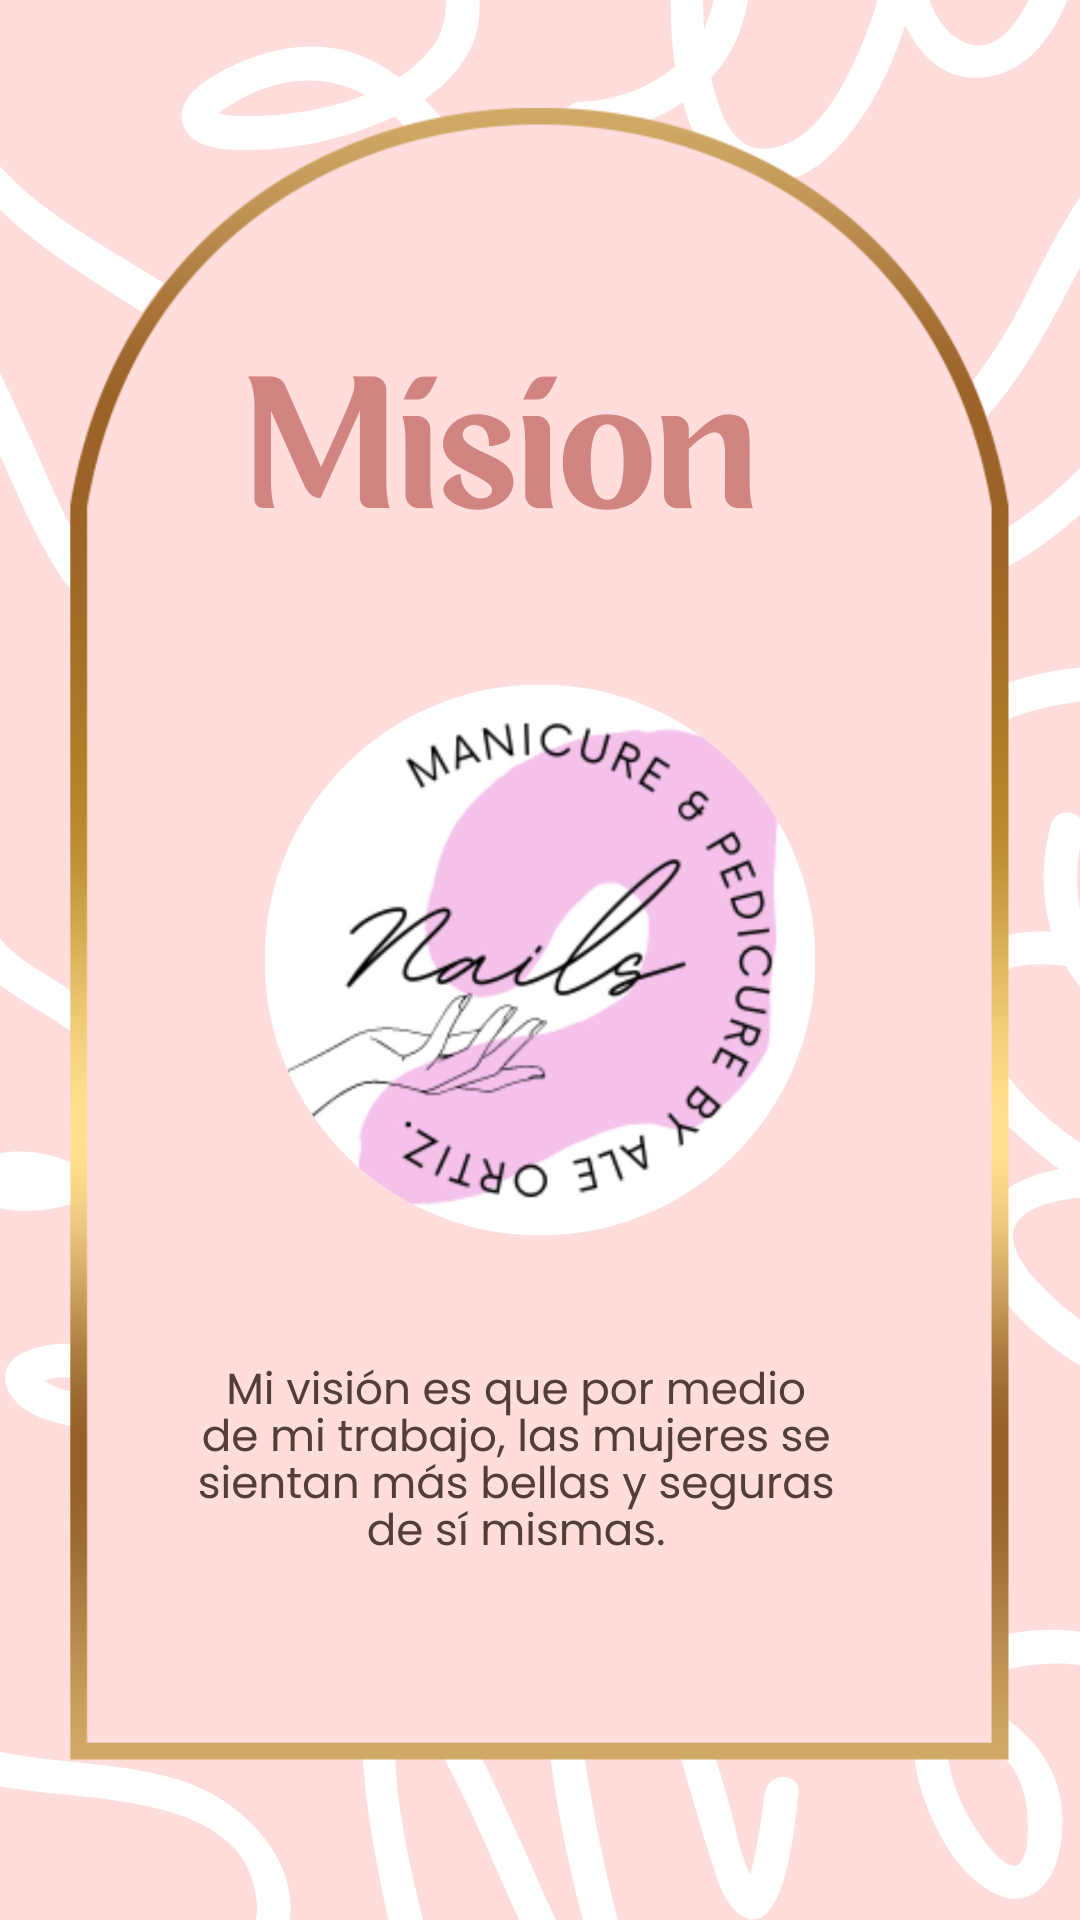 Mision
MANICURE & PEDICURE BY ALE ORTIZ.
Nails
Mi visión es que por medio
de mi trabajo, las mujeres se
sientan más bellas y seguras
de sí mismas.